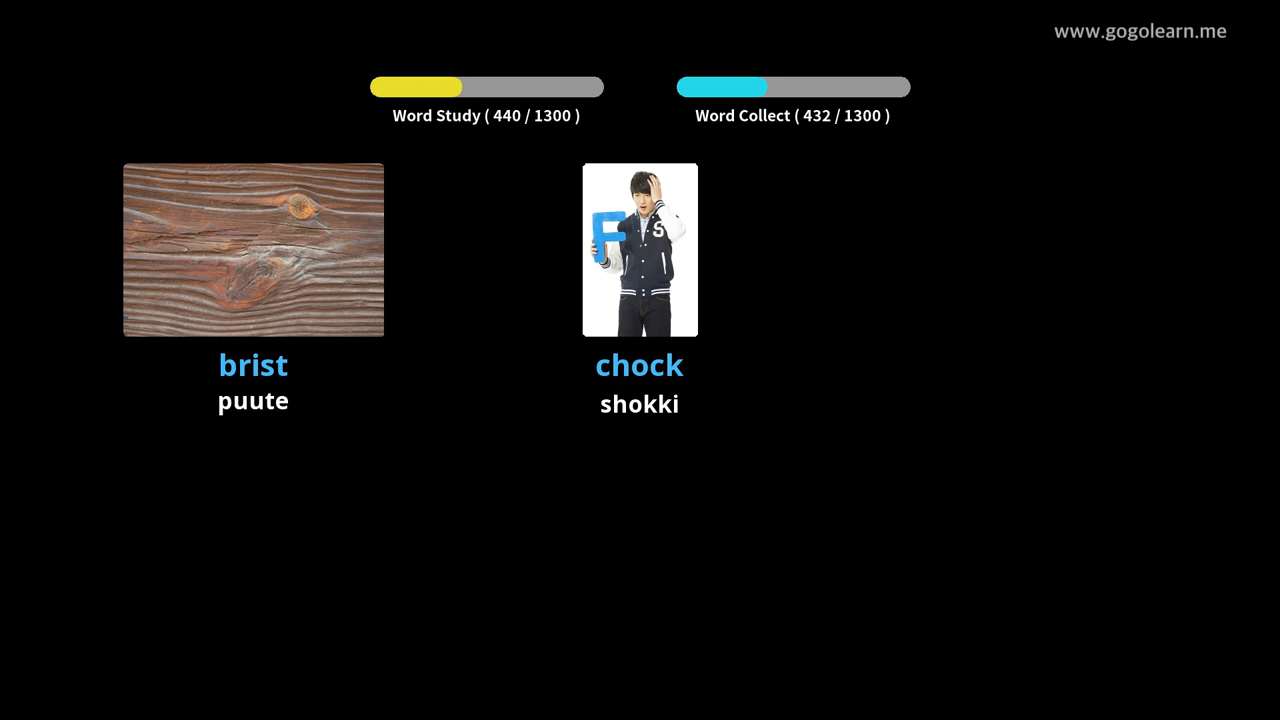 www.gogolearn.me
Word Study ( 440 / 1300 )
Word Collect ( 432 / 1300 )
F
S
brist
puute
chock
shokki